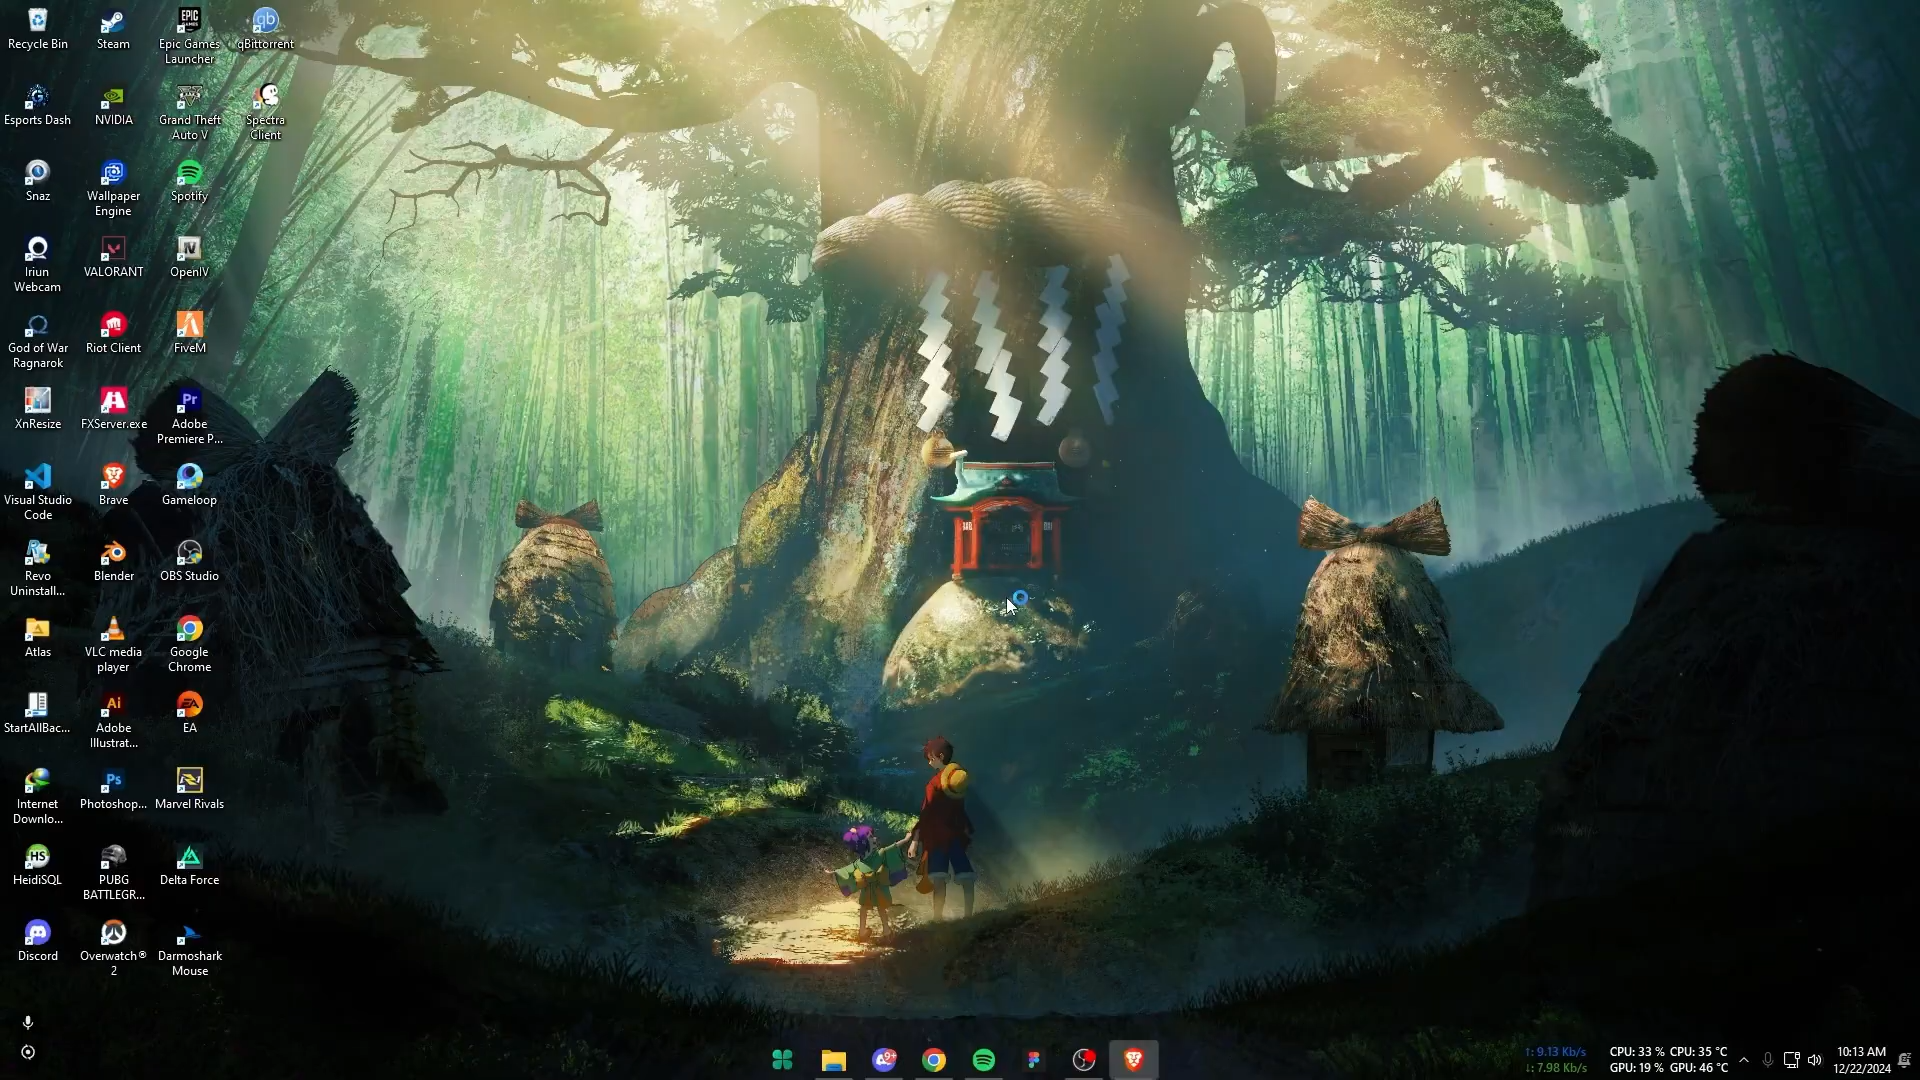 Recycle Bin
Steam
Epic Games
Launcher
qBittorrent
Esports Dash
NVIDIA
Grand Theft
Auto V
Spectra
Client
Snaz
Wallpaper
Engine
Spotify
Iriun
Webcam
VALORANT
OpenIV
God of War
Ragnarok
Riot Client
FiveM
XnResize
FXServer.exe
Adobe
Premiere P...
Visual Studio
Code
Brave
Gameloop
Revo
Uninstall...
Blender
OBS Studio
Atlas
VLC media
player
Google
Chrome
StartAllBac...
Adobe
Illustrat...
EA
Internet
Downlo...
Photoshop...
Marvel Rivals
HeidiSQL
PUBG
BATTLEGR...
Delta Force
Discord
Overwatch®
2
Darmoshark
Mouse
↑: 9.13 Kb/s
↓: 7.98 Kb/s
CPU: 33 % CPU: 35 °C
GPU: 19 % GPU: 46 °C
10:13 AM
12/22/2024